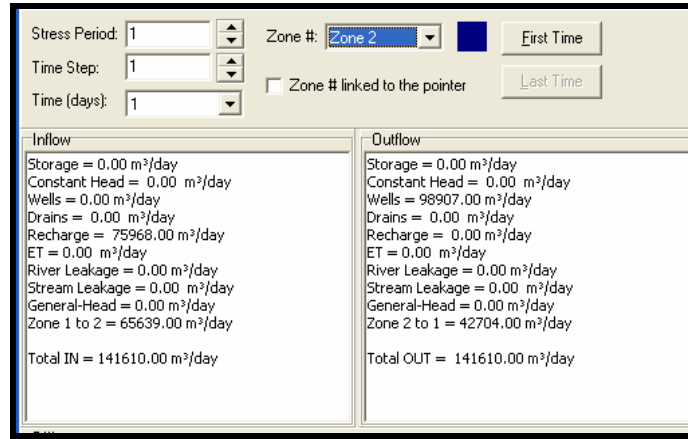 Stress Period: 1 Zone #: Zone 2 First Time
Time Step: 1 Zone # linked to the pointer Last Time
Time (days): 1
Inflow
Storage = 0.00 m³/day
Constant Head = 0.00 m³/day
Wells = 0.00 m³/day
Drains = 0.00 m³/day
Recharge = 75968.00 m³/day
ET = 0.00 m³/day
River Leakage = 0.00 m³/day
Stream Leakage = 0.00 m³/day
General-Head = 0.00 m³/day
Zone 1 to 2 = 65639.00 m³/day
Total IN = 141610.00 m³/day
Outflow
Storage = 0.00 m³/day
Constant Head = 0.00 m³/day
Wells = 98907.00 m³/day
Drains = 0.00 m³/day
Recharge = 0.00 m³/day
ET = 0.00 m³/day
River Leakage = 0.00 m³/day
Stream Leakage = 0.00 m³/day
General-Head = 0.00 m³/day
Zone 2 to 1 = 42704.00 m³/day
Total OUT = 141610.00 m³/day